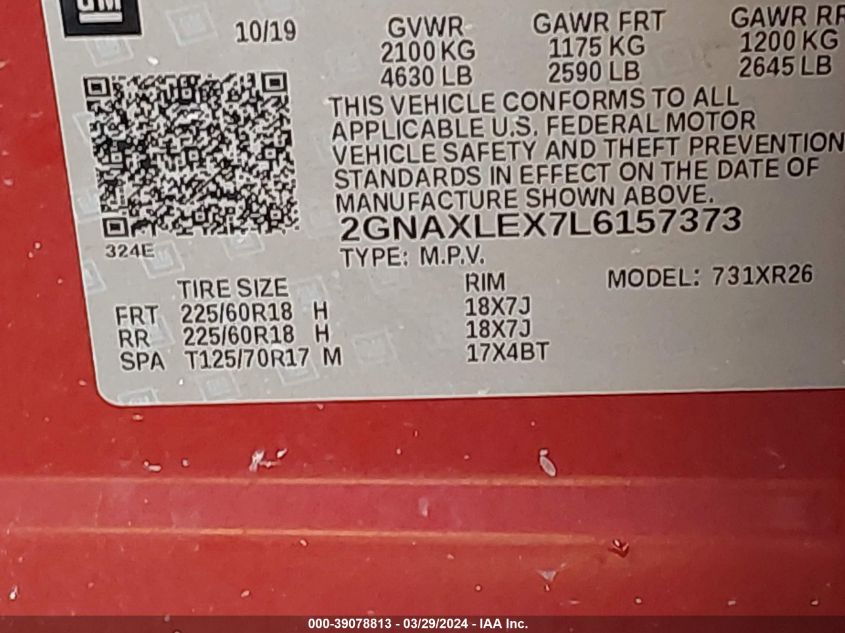 GM
10/19
GVWR GAWR FRT GAWR RR
2100 KG 1175 KG 1200 KG
4630 LB 2590 LB 2645 LB
THIS VEHICLE CONFORMS TO ALL
APPLICABLE U.S. FEDERAL MOTOR
VEHICLE SAFETY AND THEFT PREVENTION
STANDARDS IN EFFECT ON THE DATE OF
MANUFACTURE SHOWN ABOVE.
2GNAXLEX7L6157373
324E
TYPE: M.P.V.
TIRE SIZE RIM MODEL: 731XR26
FRT 225/60R18 H 18X7J
RR 225/60R18 H 18X7J
SPA T125/70R17 M 17X4BT
000-39078813 - 03/29/2024 - IAA Inc.